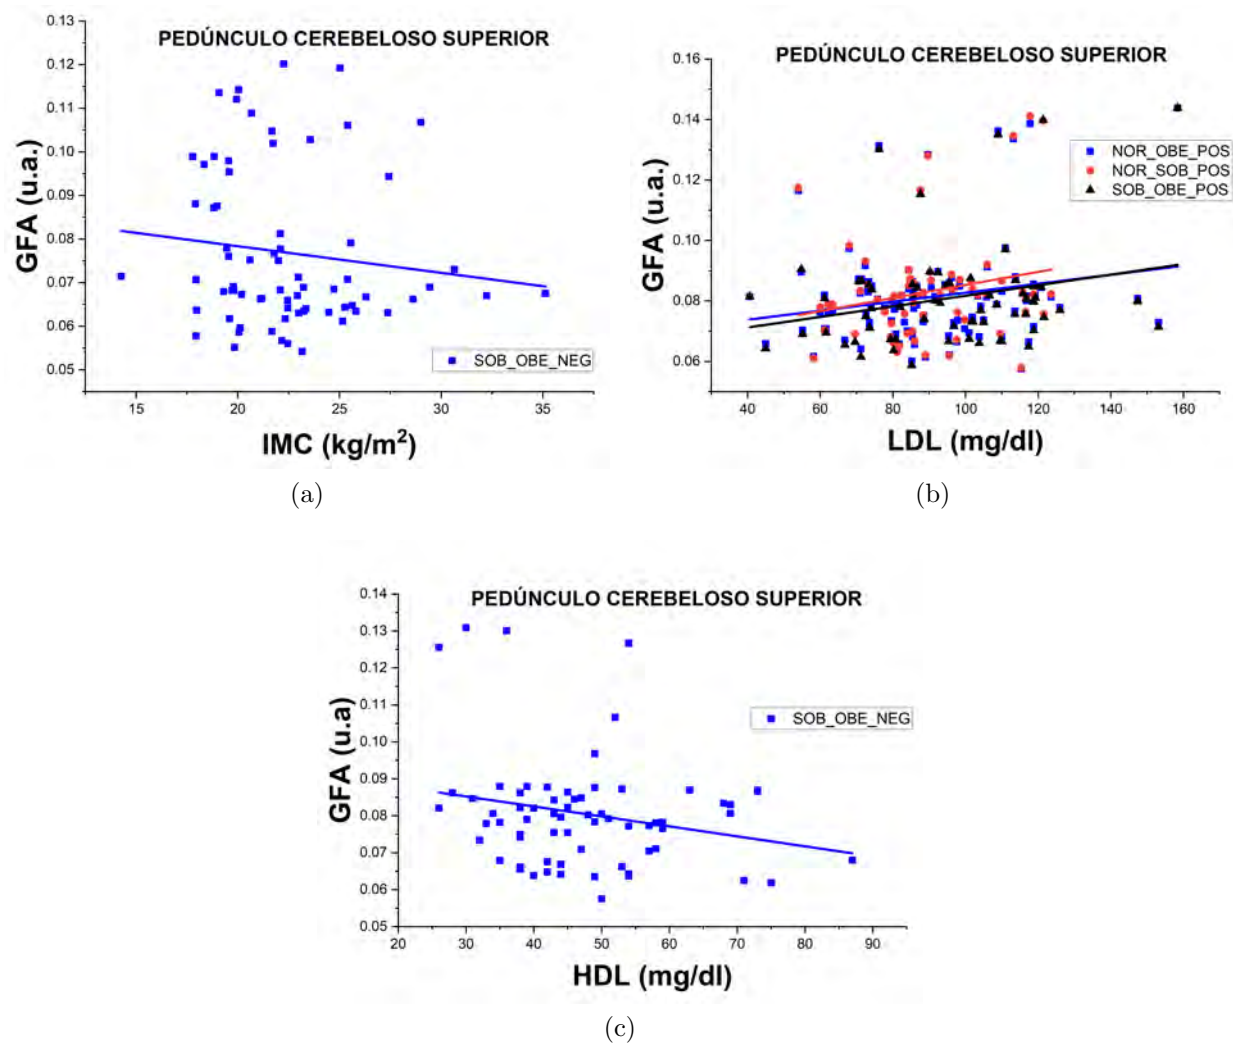 PEDÚNCULO CEREBELOSO SUPERIOR
0.13
0.12
0.11
0.10
0.09
0.08
0.07
0.06
0.05
GFA (u.a.)
SOB_OBE_NEG
15 20 25 30 35
IMC (kg/m²)
(a)
PEDÚNCULO CEREBELOSO SUPERIOR
0.16
0.14
0.12
0.10
0.08
0.06
GFA (u.a.)
NOR_OBE_POS
NOR_SOB_POS
SOB_OBE_POS
40 60 80 100 120 140 160
LDL (mg/dl)
(b)
PEDÚNCULO CEREBELOSO SUPERIOR
0.14
0.13
0.12
0.11
0.10
0.09
0.08
0.07
0.06
0.05
GFA (u.a)
SOB_OBE_NEG
20 30 40 50 60 70 80 90
HDL (mg/dl)
(c)